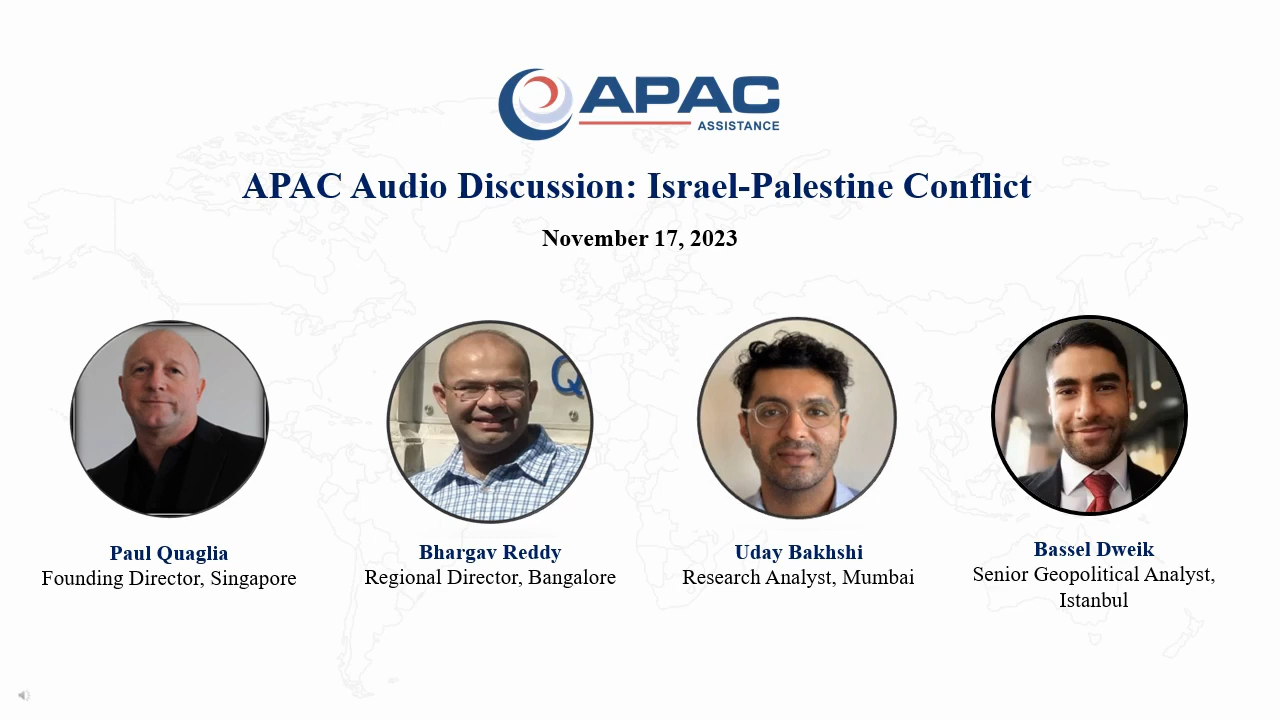 APAC
ASSISTANCE
APAC Audio Discussion: Israel-Palestine Conflict
November 17, 2023
Q
Paul Quaglia
Founding Director, Singapore
Bhargav Reddy
Regional Director, Bangalore
Uday Bakhshi
Research Analyst, Mumbai
Bassel Dweik
Senior Geopolitical Analyst,
Istanbul